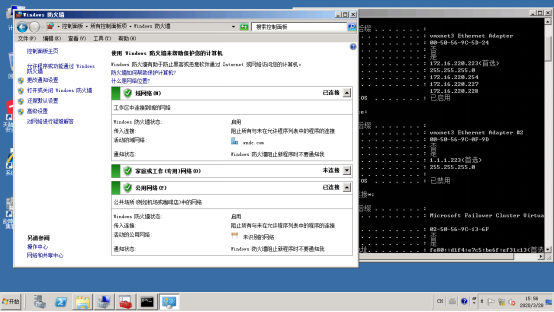 Windows 防火墙
控制面板 ▸ 所有控制面板项 ▸ Windows 防火墙
搜索控制面板
文件(F) 编辑(E) 查看(V) 工具(T) 帮助(H)
控制面板主页
允许程序或功能通过 Windows
防火墙
更改通知设置
打开或关闭 Windows 防火墙
还原默认设置
高级设置
对网络进行疑难解答
另请参阅
操作中心
网络和共享中心
使用 Windows 防火墙来帮助保护您的计算机
Windows 防火墙有助于防止黑客或恶意软件通过 Internet 或网络访问您的计算机。
防火墙如何帮助保护计算机?
什么是网络位置?
域网络(M) 已连接
工作区中连接到域的网络
Windows 防火墙状态: 启用
传入连接: 阻止所有与未在允许程序列表中的程序的连接
活动的域网络:
通知状态: Windows 防火墙阻止新程序时不要通知我
家庭或工作(专用)网络(O) 未连接
公用网络(P) 已连接
公共场所(例如机场或咖啡店)中的网络
Windows 防火墙状态: 启用
传入连接: 阻止所有与未在允许程序列表中的程序的连接
活动的公用网络: 未识别的网络
通知状态: Windows 防火墙阻止新程序时不要通知我
vmxnet3 Ethernet Adapter
00-50-56-9C-5D-24
是
172.16.220.223(首选)
255.255.255.0
172.16.220.254
172.16.220.227
172.16.220.228
已启用
vmxnet3 Ethernet Adapter #2
00-50-56-9C-0F-9D
否
是
1.1.1.223(首选)
255.255.255.0
已禁用
Microsoft Failover Cluster Virtua
02-50-56-9C-13-6F
否
是
开始
CH
15:56
2020/3/28